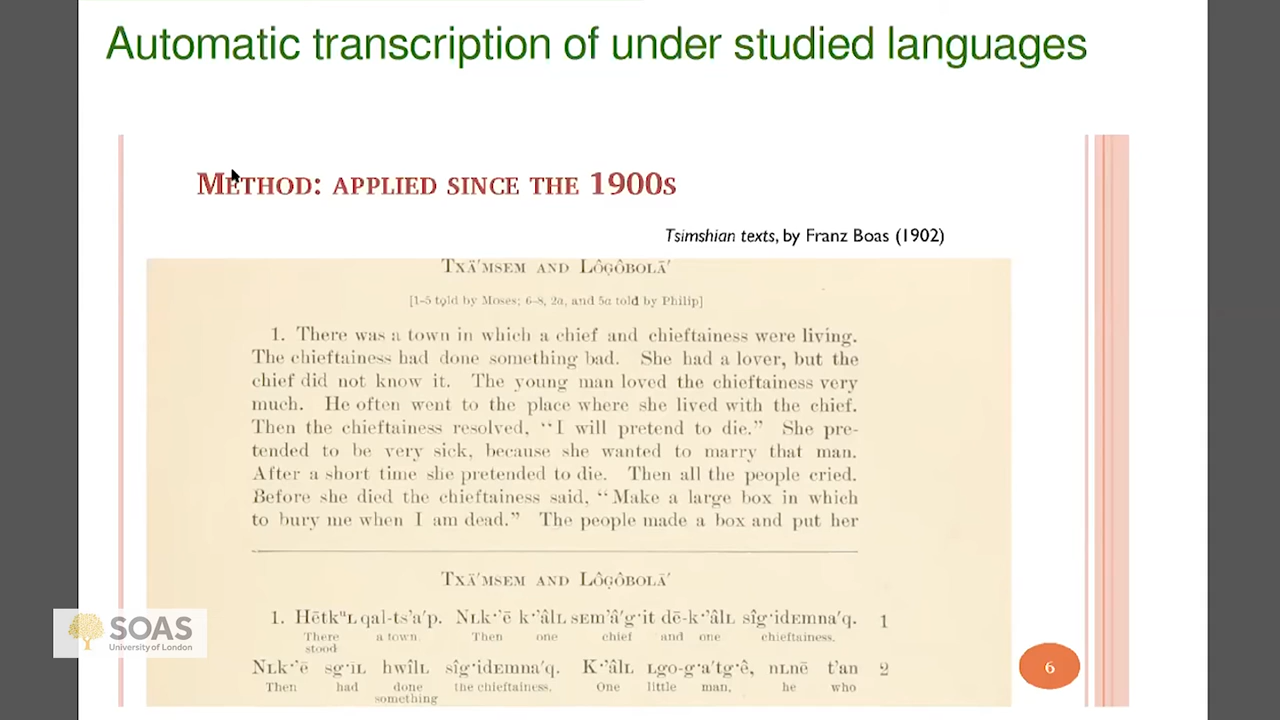 Automatic transcription of under studied languages
METHOD: APPLIED SINCE THE 1900S
Tsimshian texts, by Franz Boas (1902)
TXÄ′MSEM AND LÔGÔBOLĀ′
[1–5 told by Moses; 6–8, 2a, and 5a told by Philip]
1. There was a town in which a chief and chieftainess were living.
The chieftainess had done something bad. She had a lover, but the
chief did not know it. The young man loved the chieftainess very
much. He often went to the place where she lived with the chief.
Then the chieftainess resolved, “I will pretend to die.” She pre-
tended to be very sick, because she wanted to marry that man.
After a short time she pretended to die. Then all the people cried.
Before she died the chieftainess said, “Make a large box in which
to bury me when I am dead.” The people made a box and put her
TXÄ′MSEM AND LÔGÔBOLĀ′
1. Hētkᵘʟ qal-ts’a′p. Nʟk·’ē k·’âlʟ sᴇm’â′g·it dē-k·’âlʟ sîg·idᴇmna′q. 1
There a town. Then one chief and one chieftainess.
stood
Nʟk·’ē sg·iʟ hwîlʟ sîg·idᴇmna′q. K·’âlʟ ʟgo-g·a′tg·ê, nʟnē t’an 2
Then had done the chieftainess. One little man, he who
something
SOAS
University of London
6